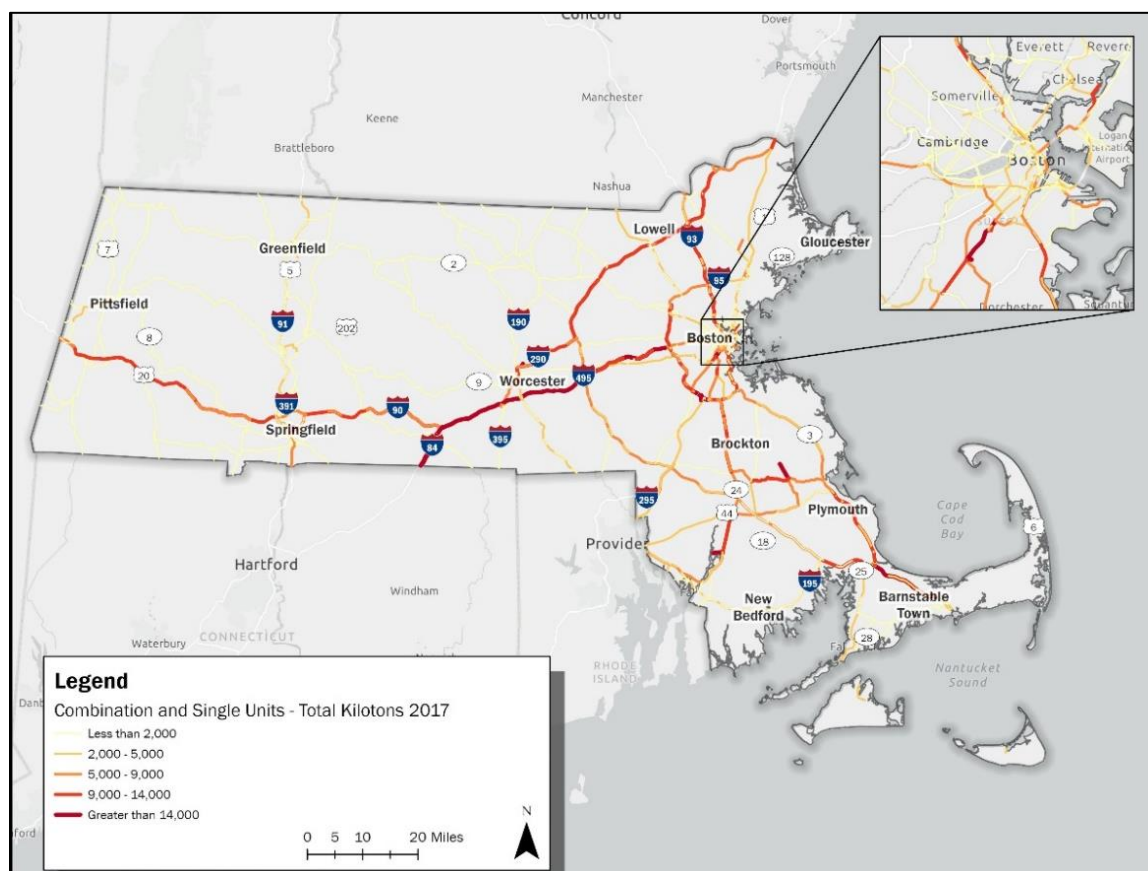 Concord
Dover
Portsmouth
Manchester
Keene
Brattleboro
Nashua
Everett
Revere
Chelsea
Somerville
Cambridge
Logan
International
Airport
Boston
Dorchester
Lowell
93
1
Gloucester
128
95
Greenfield
7
5
2
Pittsfield
91
190
202
8
Boston
290
20
9
Worcester
495
391
90
Springfield
84
395
Brockton
3
295
24
44
Plymouth
18
Cape
Cod
Bay
6
Hartford
Windham
25
195
Barnstable
Town
New
Bedford
28
Waterbury
CONNECTICUT
RHODE
ISLAND
Nantucket
Sound
Legend
Combination and Single Units - Total Kilotons 2017
Less than 2,000
2,000 - 5,000
5,000 - 9,000
9,000 - 14,000
Greater than 14,000
N
0 5 10 20 Miles